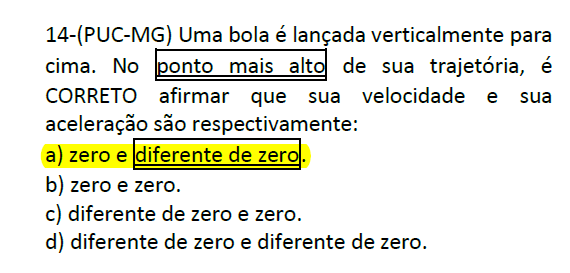 14-(PUC-MG) Uma bola é lançada verticalmente para
cima. No ponto mais alto de sua trajetória, é
CORRETO afirmar que sua velocidade e sua
aceleração são respectivamente:
a) zero e diferente de zero.
b) zero e zero.
c) diferente de zero e zero.
d) diferente de zero e diferente de zero.